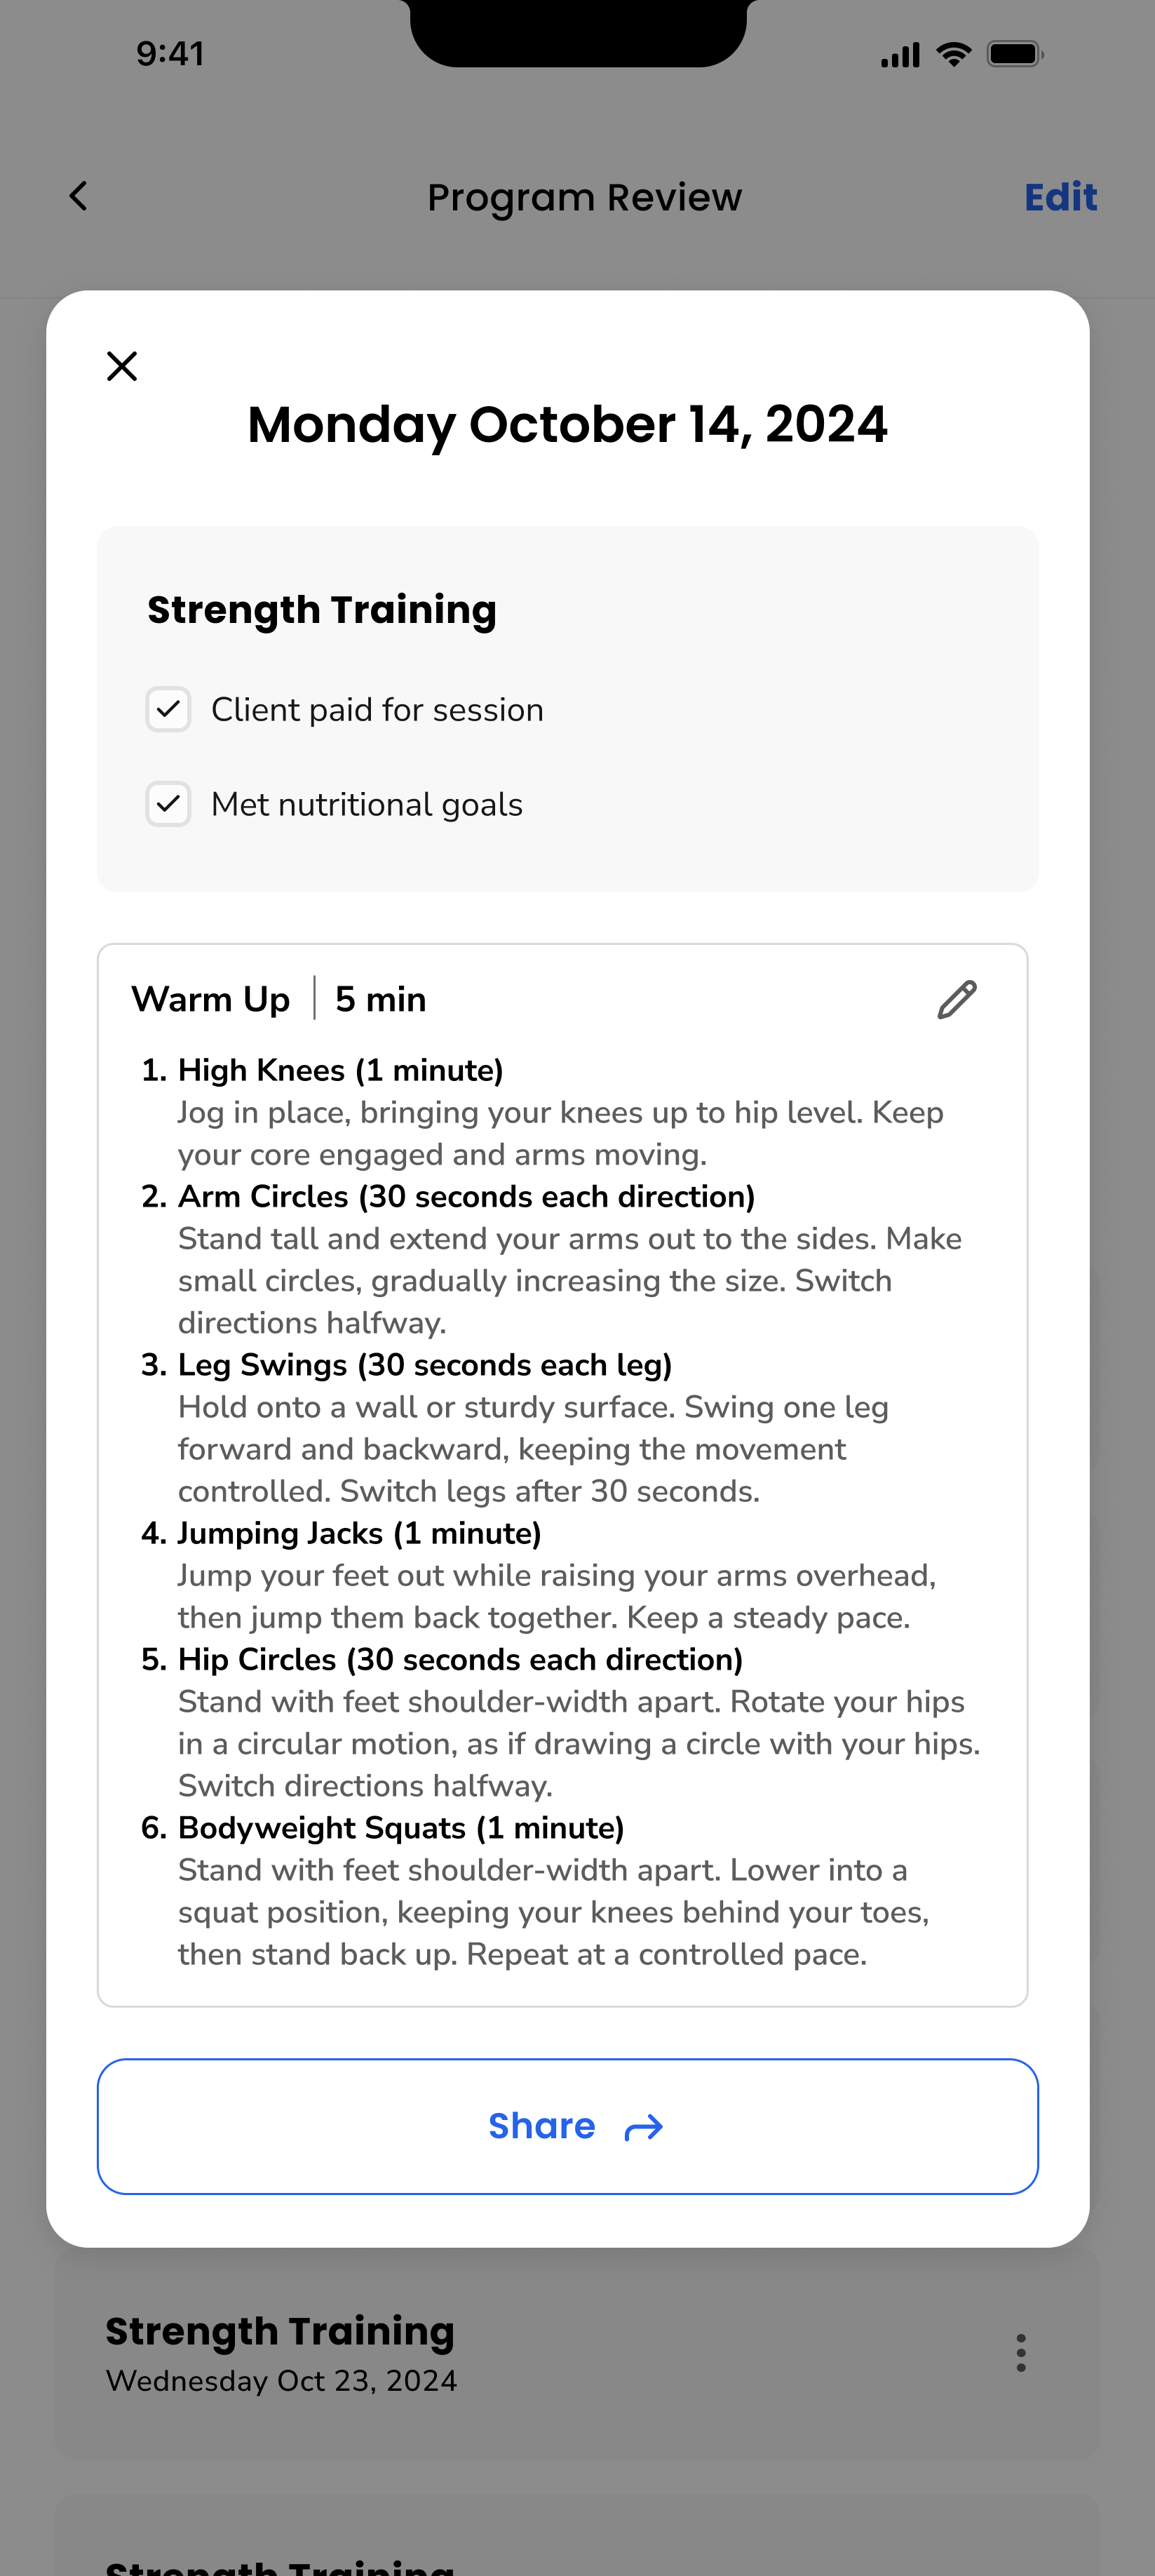 9:41
Program Review
Edit
Monday October 14, 2024
Strength Training
Client paid for session
Met nutritional goals
Warm Up | 5 min
1. High Knees (1 minute)
Jog in place, bringing your knees up to hip level. Keep
your core engaged and arms moving.
2. Arm Circles (30 seconds each direction)
Stand tall and extend your arms out to the sides. Make
small circles, gradually increasing the size. Switch
directions halfway.
3. Leg Swings (30 seconds each leg)
Hold onto a wall or sturdy surface. Swing one leg
forward and backward, keeping the movement
controlled. Switch legs after 30 seconds.
4. Jumping Jacks (1 minute)
Jump your feet out while raising your arms overhead,
then jump them back together. Keep a steady pace.
5. Hip Circles (30 seconds each direction)
Stand with feet shoulder-width apart. Rotate your hips
in a circular motion, as if drawing a circle with your hips.
Switch directions halfway.
6. Bodyweight Squats (1 minute)
Stand with feet shoulder-width apart. Lower into a
squat position, keeping your knees behind your toes,
then stand back up. Repeat at a controlled pace.
Share
Strength Training
Wednesday Oct 23, 2024
Strength Training